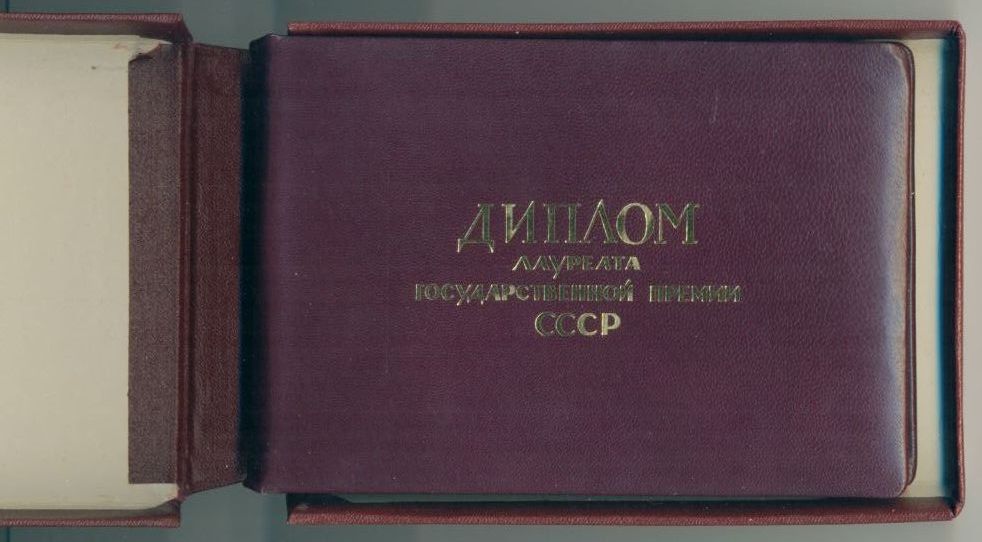 ДИПЛОМ
ЛАУРЕАТА
ГОСУДАРСТВЕННОЙ ПРЕМИИ
СССР